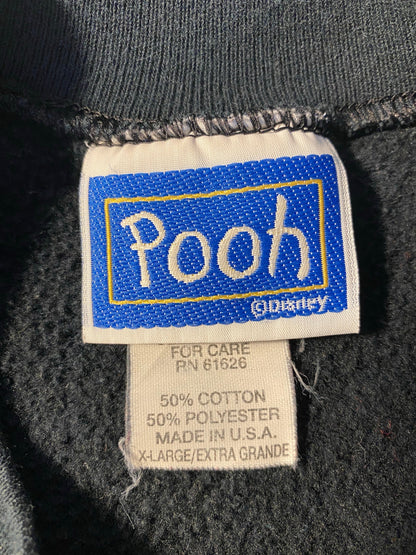 Pooh
©Disney
FOR CARE
RN 61626
50% COTTON
50% POLYESTER
MADE IN U.S.A.
X-LARGE/EXTRA GRANDE